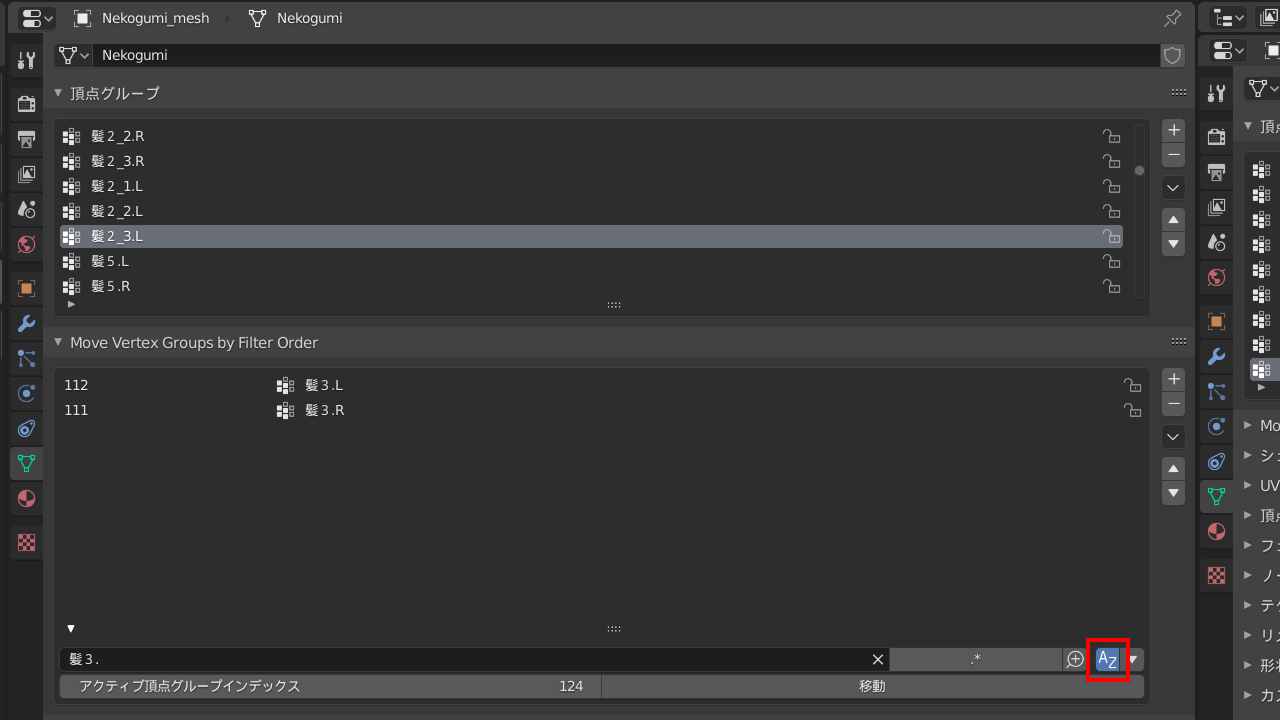 Nekogumi_mesh Nekogumi
Nekogumi
頂点グループ
髪2_2.R
髪2_3.R
髪2_1.L
髪2_2.L
髪2_3.L
髪5.L
髪5.R
Move Vertex Groups by Filter Order
112 髪3.L
111 髪3.R
髪3. .* AZ
アクティブ頂点グループインデックス 124 移動
頂
Mo
シ
UV
頂
フ
ノー
テク
リ
形
カス